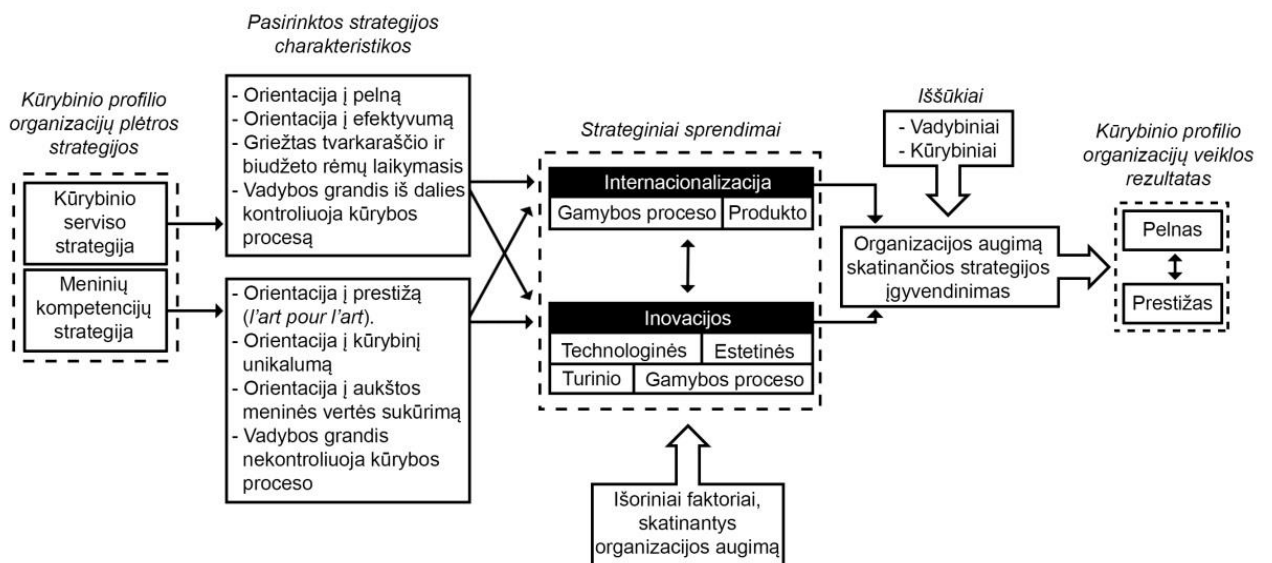 Kūrybinio profilio
organizacijų plėtros
strategijos
Kūrybinio
serviso
strategija
Meninių
kompetencijų
strategija
Pasirinktos strategijos
charakteristikos
- Orientacija į pelną
- Orientacija į efektyvumą
- Griežtas tvarkaraščio ir
biudžeto rėmų laikymasis
- Vadybos grandis iš dalies
kontroliuoja kūrybos
procesą
- Orientacija į prestižą
(l’art pour l’art).
- Orientacija į kūrybinį
unikalumą
- Orientacija į aukštos
meninės vertės sukūrimą
- Vadybos grandis
nekontroliuoja kūrybos
proceso
Strateginiai sprendimai
Internacionalizacija
Gamybos proceso
Produkto
Inovacijos
Technologinės
Estetinės
Turinio
Gamybos proceso
Išoriniai faktoriai,
skatinantys
organizacijos augimą
Iššūkiai
- Vadybiniai
- Kūrybiniai
Organizacijos augimą
skatinančios strategijos
įgyvendinimas
Kūrybinio profilio
organizacijų veiklos
rezultatas
Pelnas
Prestižas